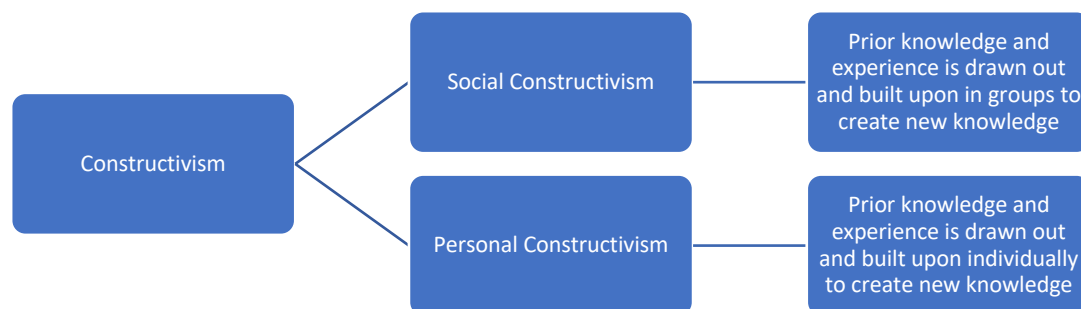 Constructivism
Social Constructivism
Prior knowledge and
experience is drawn out
and built upon in groups to
create new knowledge
Personal Constructivism
Prior knowledge and
experience is drawn out
and built upon individually
to create new knowledge